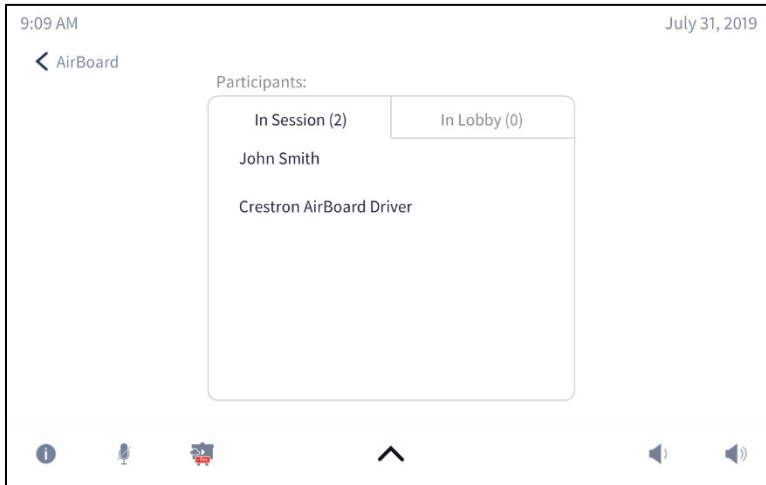 9:09 AM
July 31, 2019
AirBoard
Participants:
In Session (2)
In Lobby (0)
John Smith
Crestron AirBoard Driver